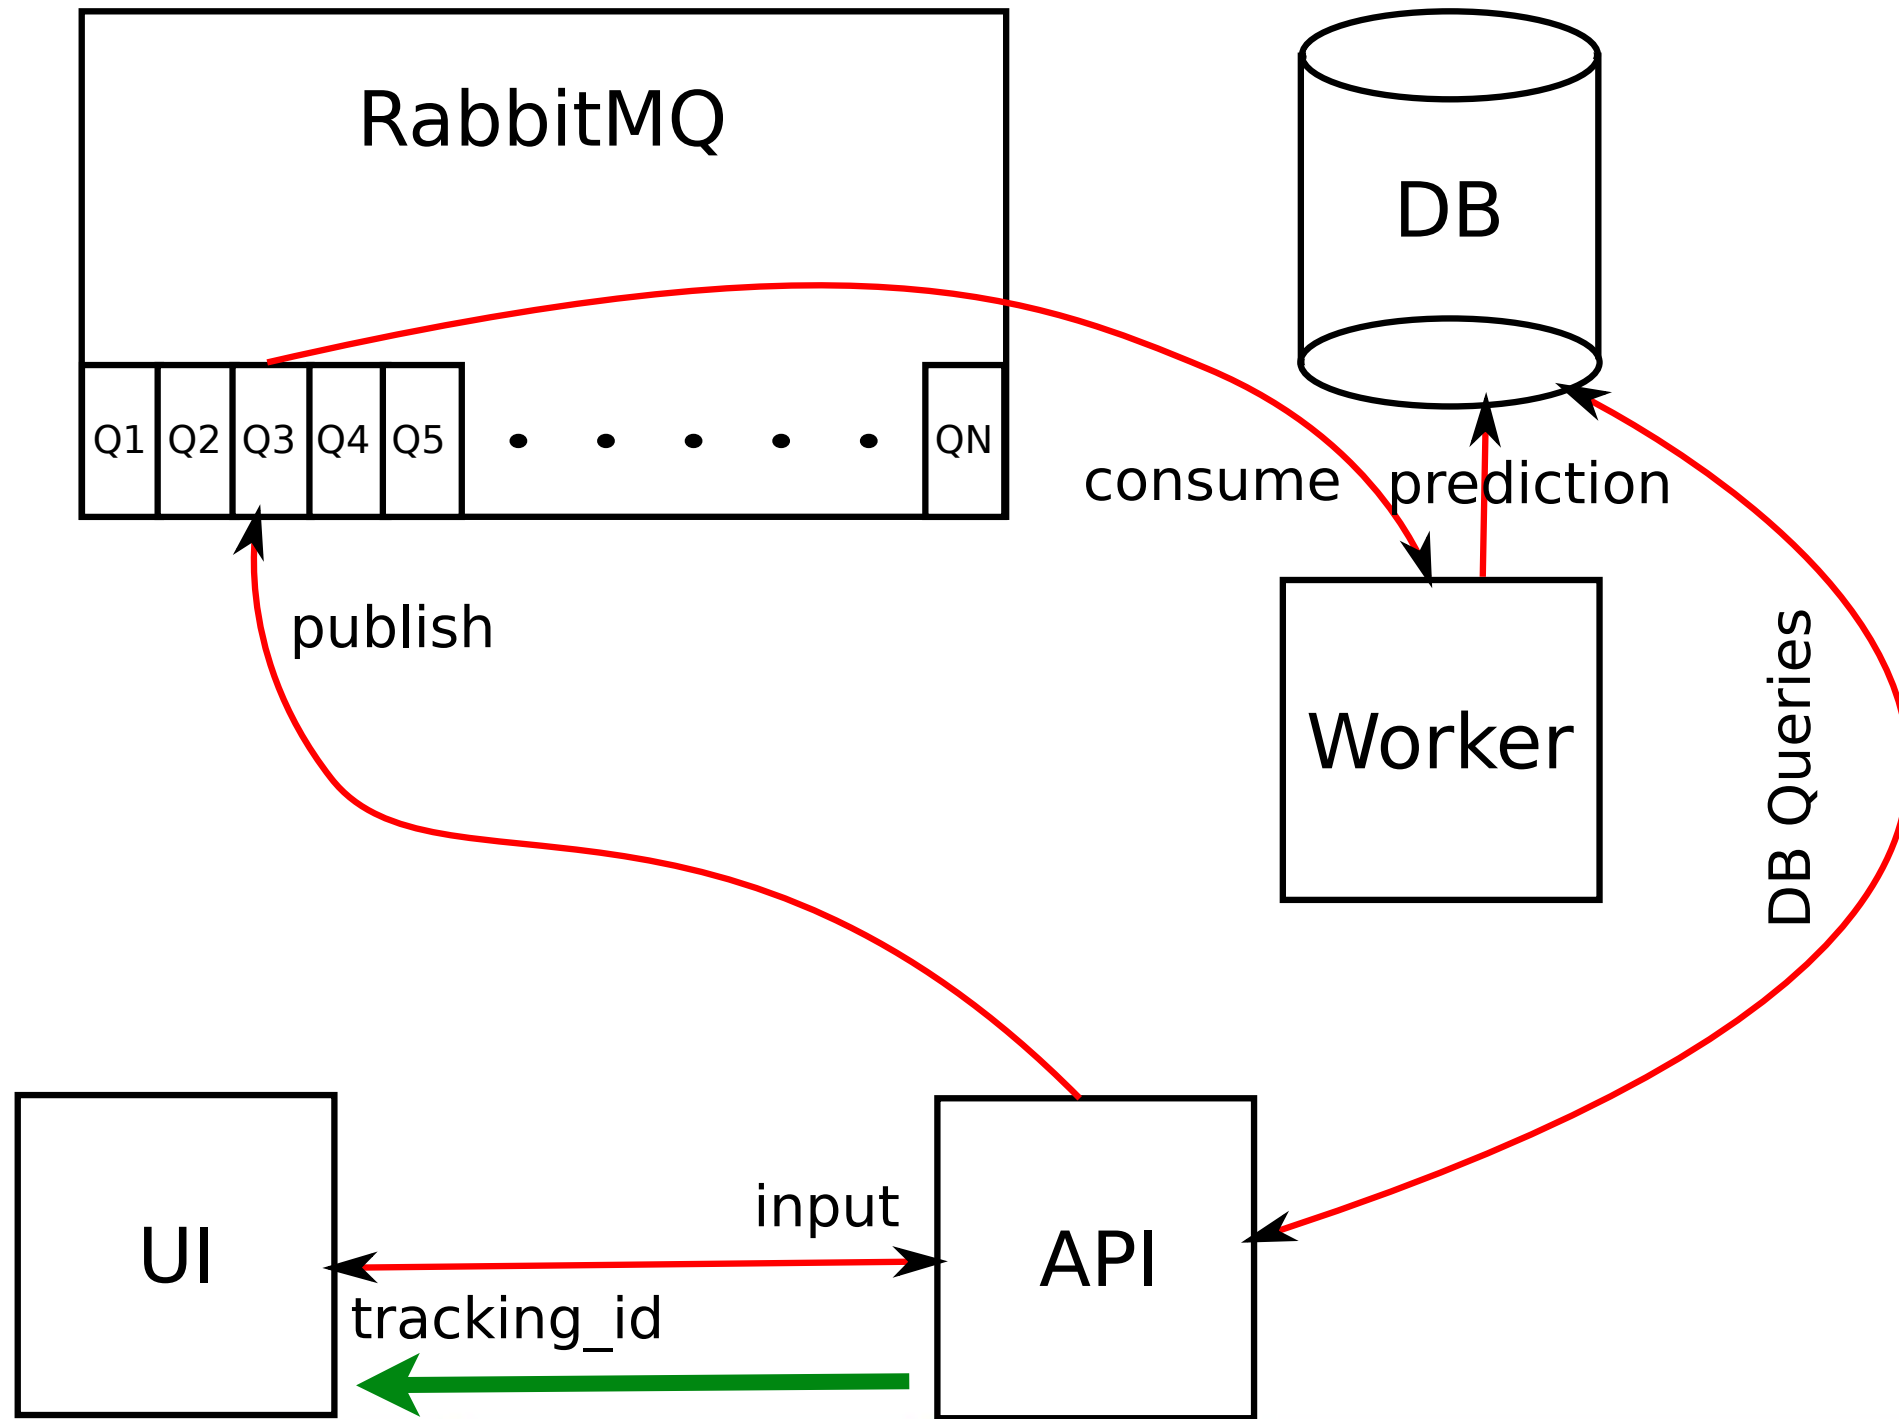 RabbitMQ
DB
Q1
Q2
Q3
Q4
Q5
QN
consume
prediction
publish
Worker
DB Queries
input
UI
API
tracking_id